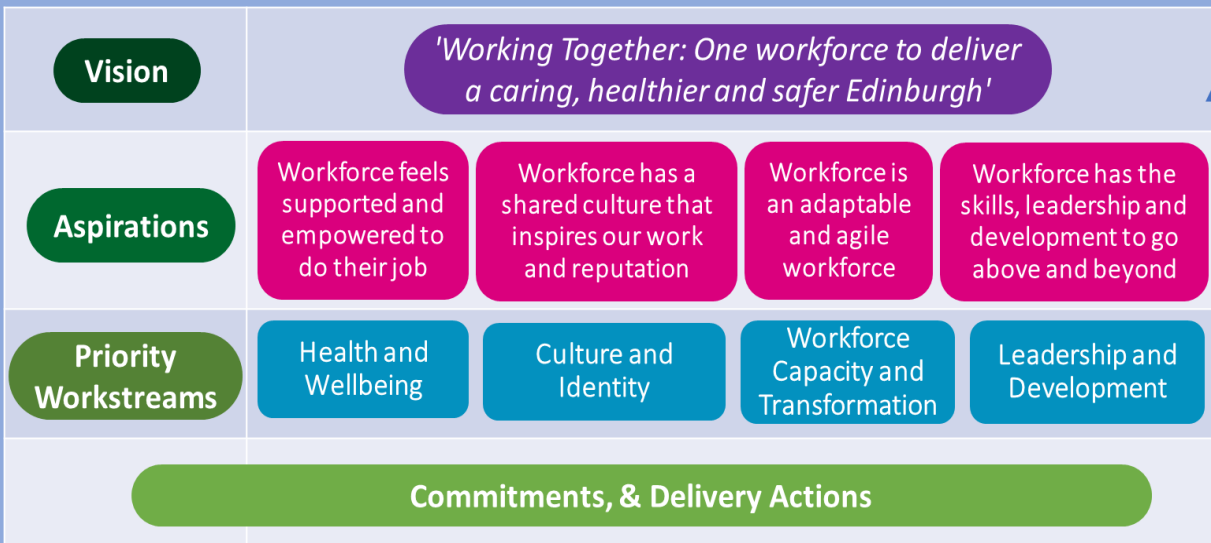 Vision
'Working Together: One workforce to deliver
a caring, healthier and safer Edinburgh'
Aspirations
Workforce feels
supported and
empowered to
do their job
Workforce has a
shared culture that
inspires our work
and reputation
Workforce is
an adaptable
and agile
workforce
Workforce has the
skills, leadership and
development to go
above and beyond
Priority
Workstreams
Health and
Wellbeing
Culture and
Identity
Workforce
Capacity and
Transformation
Leadership and
Development
Commitments, & Delivery Actions